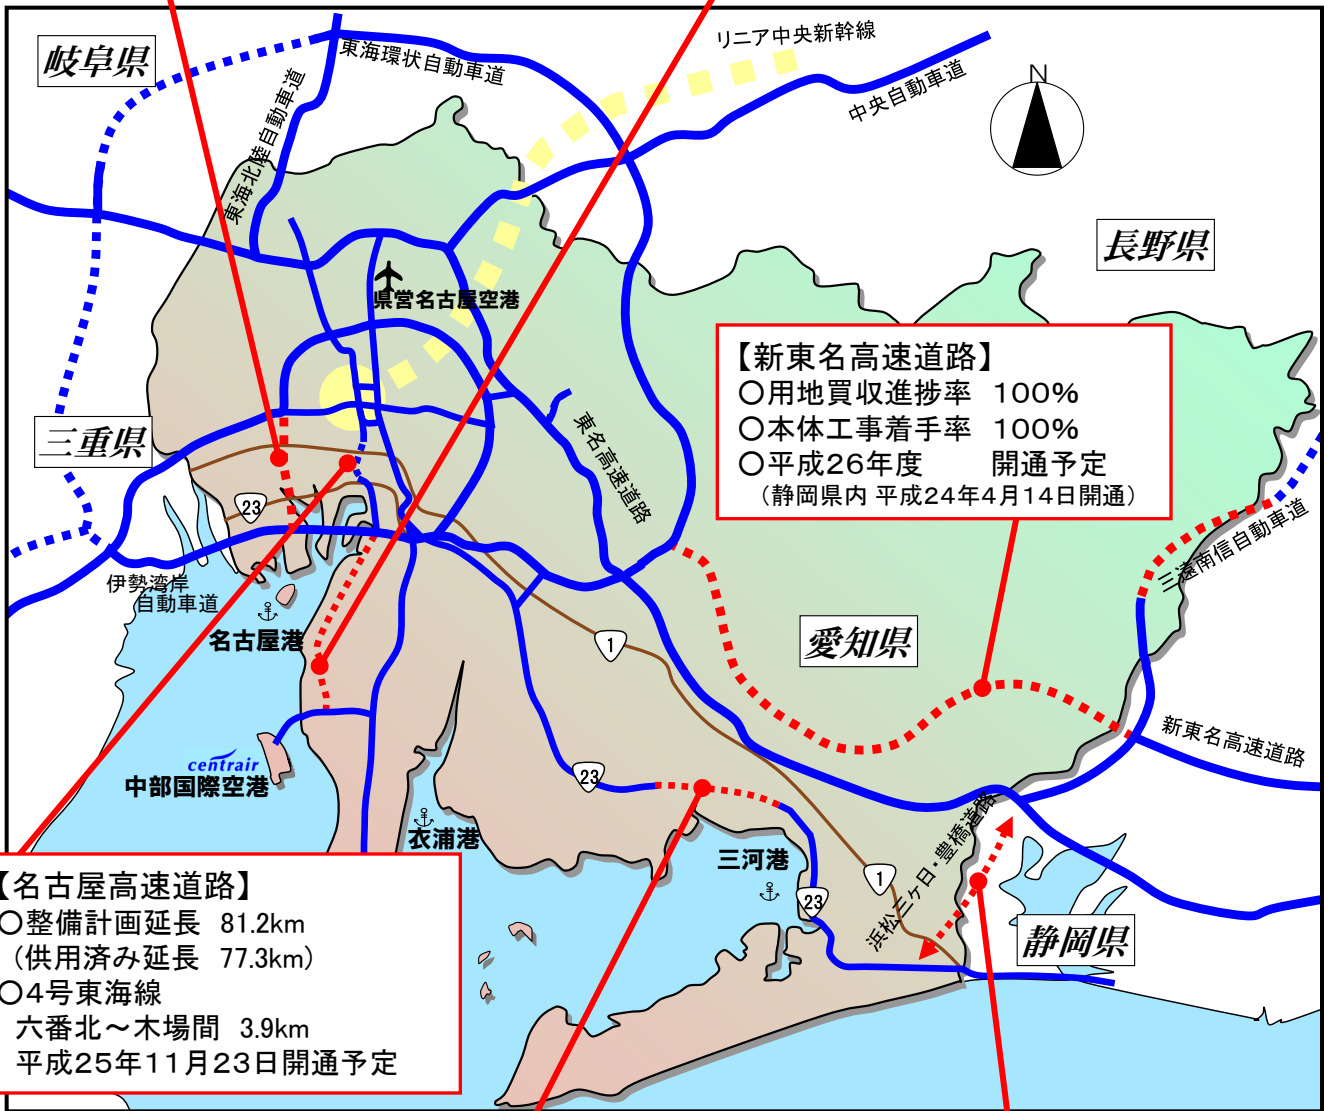 岐阜県
東海環状自動車道
リニア中央新幹線
中央自動車道
N
東海北陸自動車道
長野県
県営名古屋空港
【新東名高速道路】
○用地買収進捗率 100%
○本体工事着手率 100%
○平成26年度 開通予定
(静岡県内 平成24年4月14日開通)
三重県
東名高速道路
23
三遠南信自動車道
伊勢湾岸
自動車道
名古屋港
1
愛知県
新東名高速道路
centrair
中部国際空港
23
衣浦港
三河港
1
23
浜松三ケ日・豊橋道路
静岡県
【名古屋高速道路】
○整備計画延長 81.2km
(供用済み延長 77.3km)
○4号東海線
六番北～木場間 3.9km
平成25年11月23日開通予定